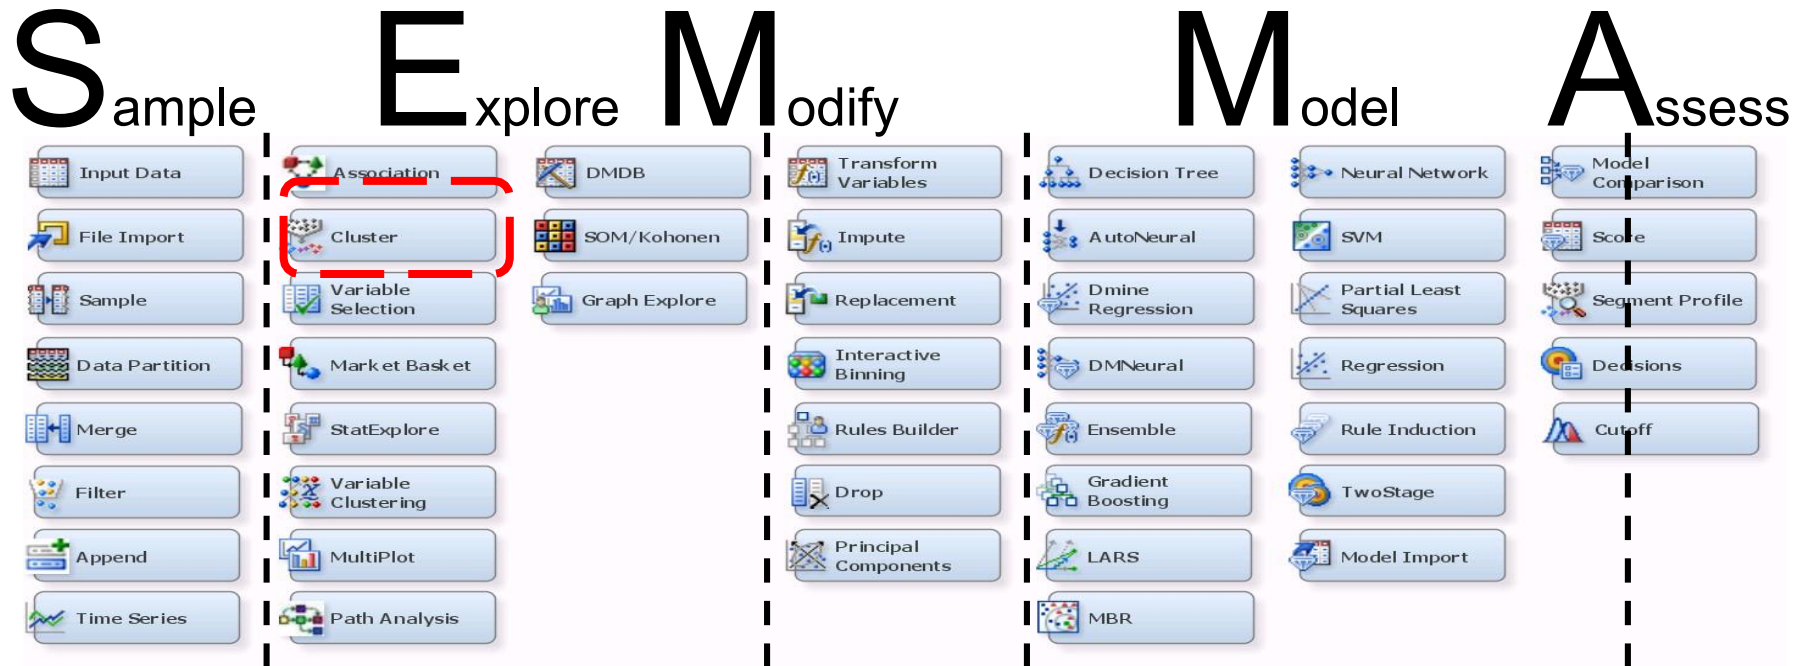 Sample Explore Modify Model Assess
Input Data
File Import
Sample
Data Partition
Merge
Filter
Append
Time Series
Association
Cluster
Variable
Selection
Market Basket
StatExplore
Variable
Clustering
MultiPlot
Path Analysis
DMDB
SOM/Kohonen
Graph Explore
Transform
Variables
Impute
Replacement
Interactive
Binning
Rules Builder
Drop
Principal
Components
Decision Tree
AutoNeural
Dmine
Regression
DMNeural
Ensemble
Gradient
Boosting
LARS
MBR
Neural Network
SVM
Partial Least
Squares
Regression
Rule Induction
TwoStage
Model Import
Model
Comparison
Score
Segment Profile
Decisions
Cutoff